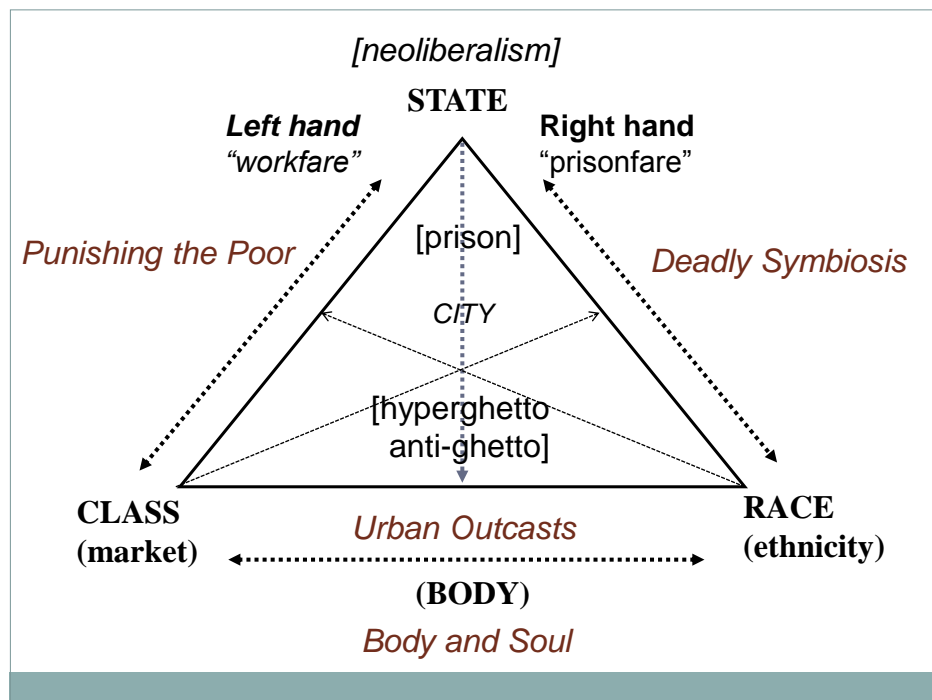 [neoliberalism]
STATE
Left hand
“workfare”
Right hand
“prisonfare”
[prison]
Punishing the Poor
Deadly Symbiosis
CITY
[hyperghetto
anti-ghetto]
CLASS
(market)
RACE
(ethnicity)
Urban Outcasts
(BODY)
Body and Soul